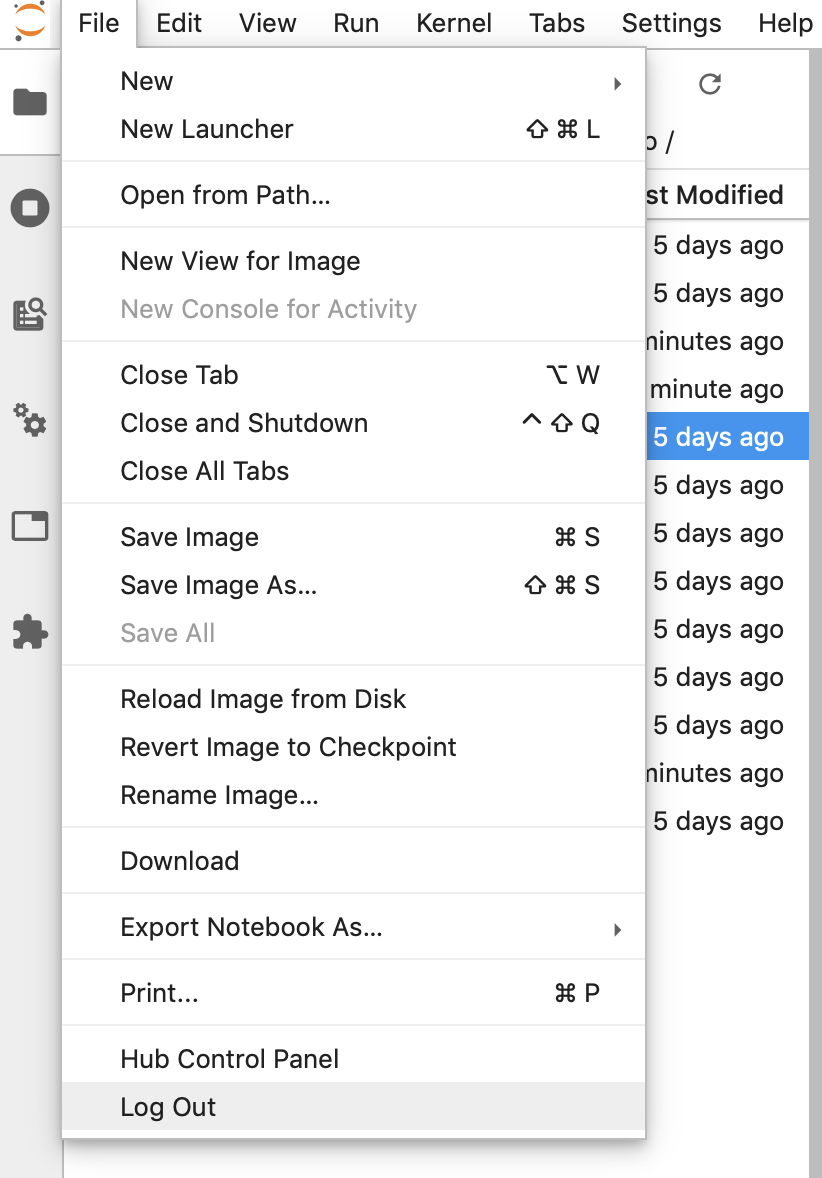 File Edit View Run Kernel Tabs Settings Help
New
New Launcher ⇧ ⌘ L
Open from Path...
New View for Image
New Console for Activity
Close Tab ⌥ W
Close and Shutdown ^ ⇧ Q
Close All Tabs
Save Image ⌘ S
Save Image As... ⇧ ⌘ S
Save All
Reload Image from Disk
Revert Image to Checkpoint
Rename Image...
Download
Export Notebook As...
Print... ⌘ P
Hub Control Panel
Log Out
/
Modified
5 days ago
5 days ago
minutes ago
minute ago
5 days ago
5 days ago
5 days ago
5 days ago
5 days ago
5 days ago
5 days ago
minutes ago
5 days ago